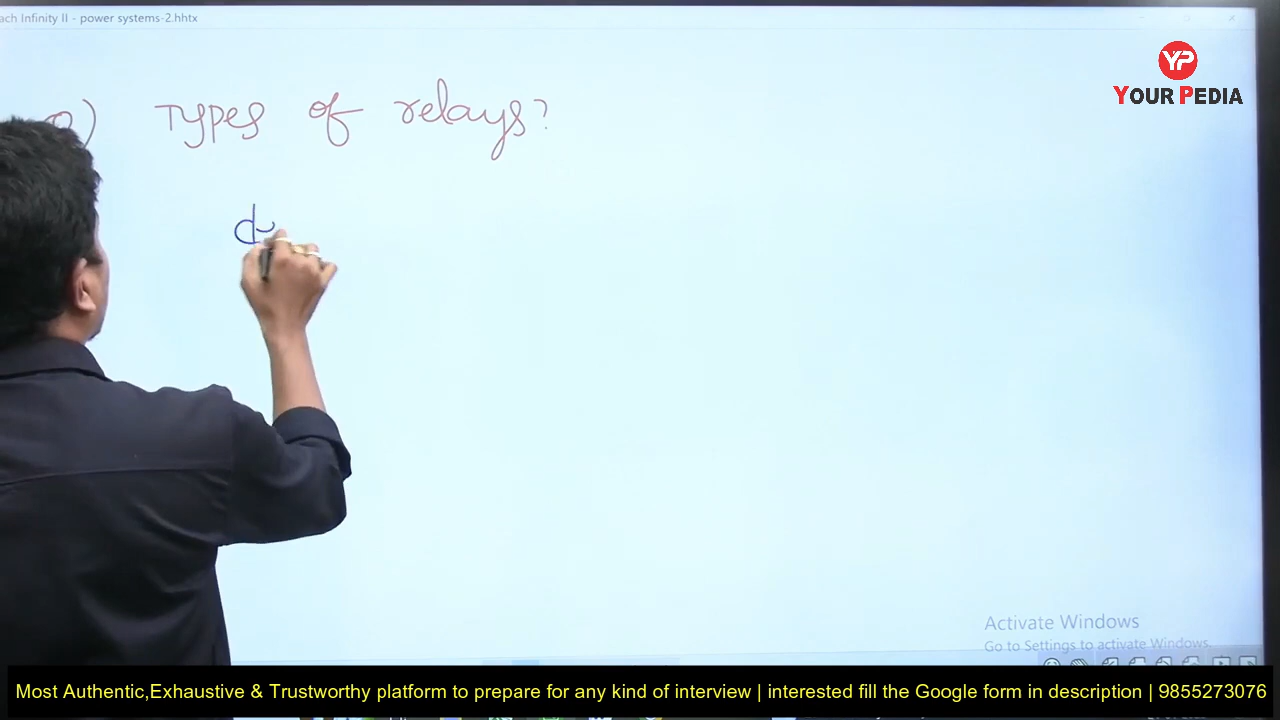 ach Infinity II - power systems-2.hhtx
YP
YOUR PEDIA
Q) Types of relays?
Activate Windows
Go to Settings to activate Windows.
Most Authentic,Exhaustive & Trustworthy platform to prepare for any kind of interview | interested fill the Google form in description | 9855273076